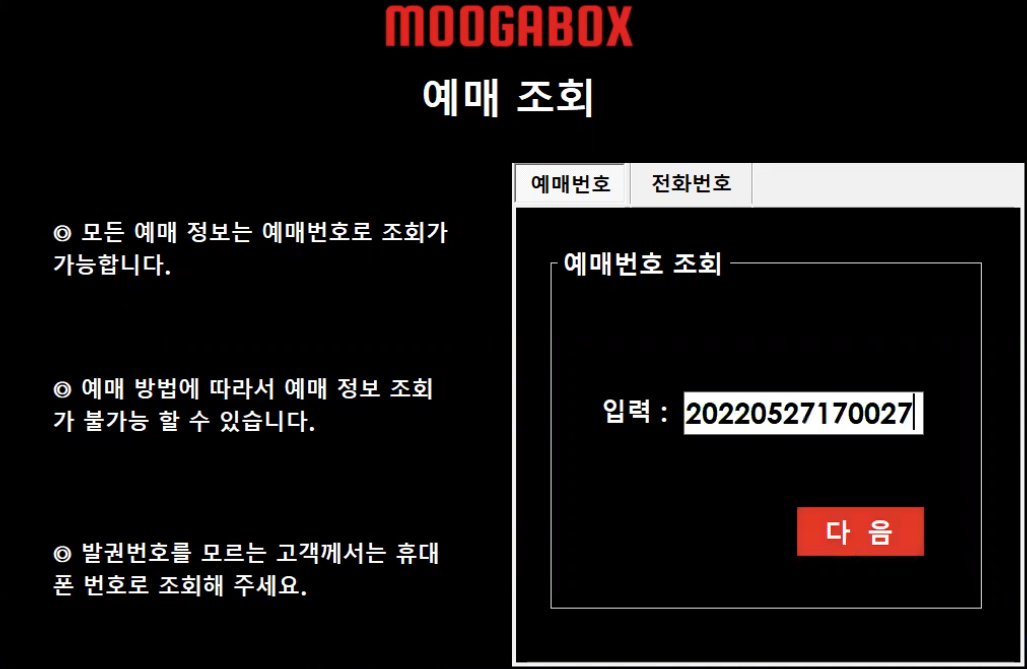 MOOGABOX
예매 조회
◎ 모든 예매 정보는 예매번호로 조회가
가능합니다.
◎ 예매 방법에 따라서 예매 정보 조회
가 불가능 할 수 있습니다.
◎ 발권번호를 모르는 고객께서는 휴대
폰 번호로 조회해 주세요.
예매번호 전화번호
예매번호 조회
입력 : 20220527170027
다 음